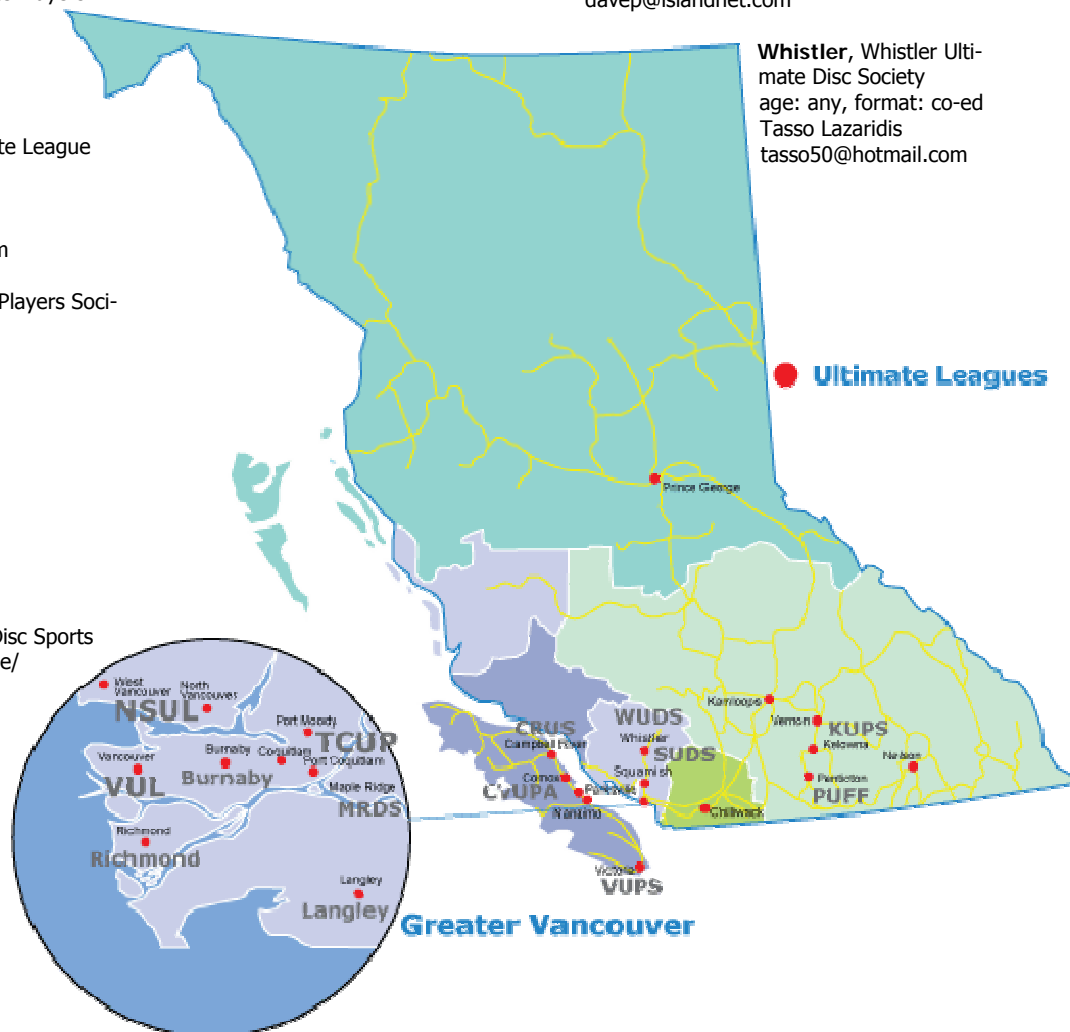 davep@islandnet.com
Whistler, Whistler Ulti-
mate Disc Society
age: any, format: co-ed
Tasso Lazaridis
tasso50@hotmail.com
League
Players Soci-
Disc Sports
Ultimate Leagues
Prince George
Kamloops
Vernon
KUPS
Kelowna
Nelson
Penticton
PUFF
WUDS
Whistler
SUDS
Squamish
Chilliwack
CRUS
Campbell River
Comox
CVUPA
Parksville
Nanaimo
Victoria
VUPS
West
Vancouver
North
Vancouver
NSUL
Port Moody
TCUP
Vancouver
Burnaby
Coquitlam
Port Coquitlam
VUL
Burnaby
Maple Ridge
MRDS
Richmond
Richmond
Langley
Langley
Greater Vancouver